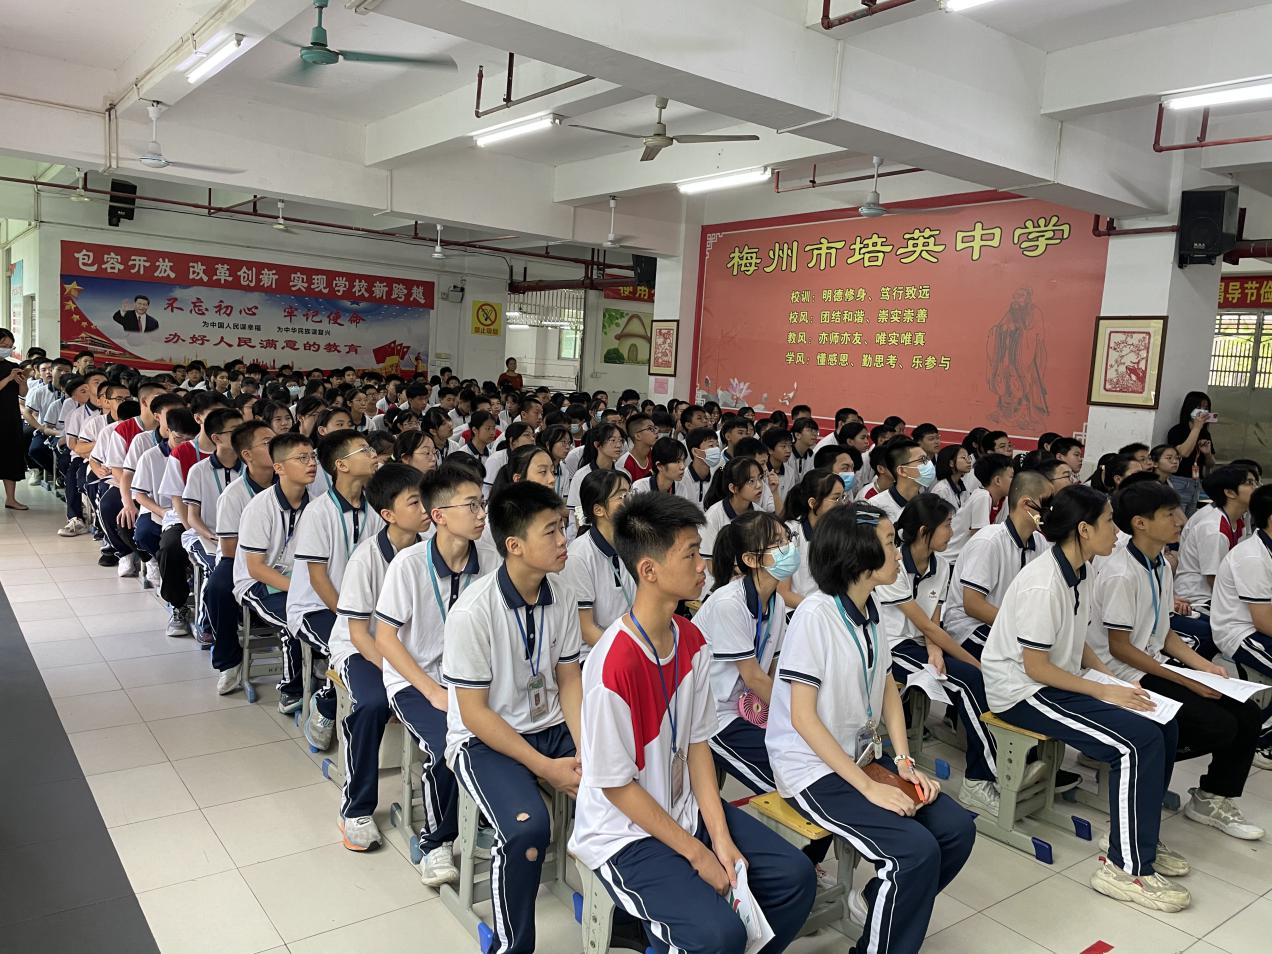 包容开放 改革创新 实现学校新跨越
不忘初心 牢记使命
为中国人民谋幸福 为中华民族谋复兴
办好人民满意的教育
禁止吸烟
使用
梅州市培英中学
校训：明德修身、笃行致远
校风：团结和谐、崇实崇善
教风：亦师亦友、唯实唯真
学风：懂感恩、勤思考、乐参与
倡导节俭